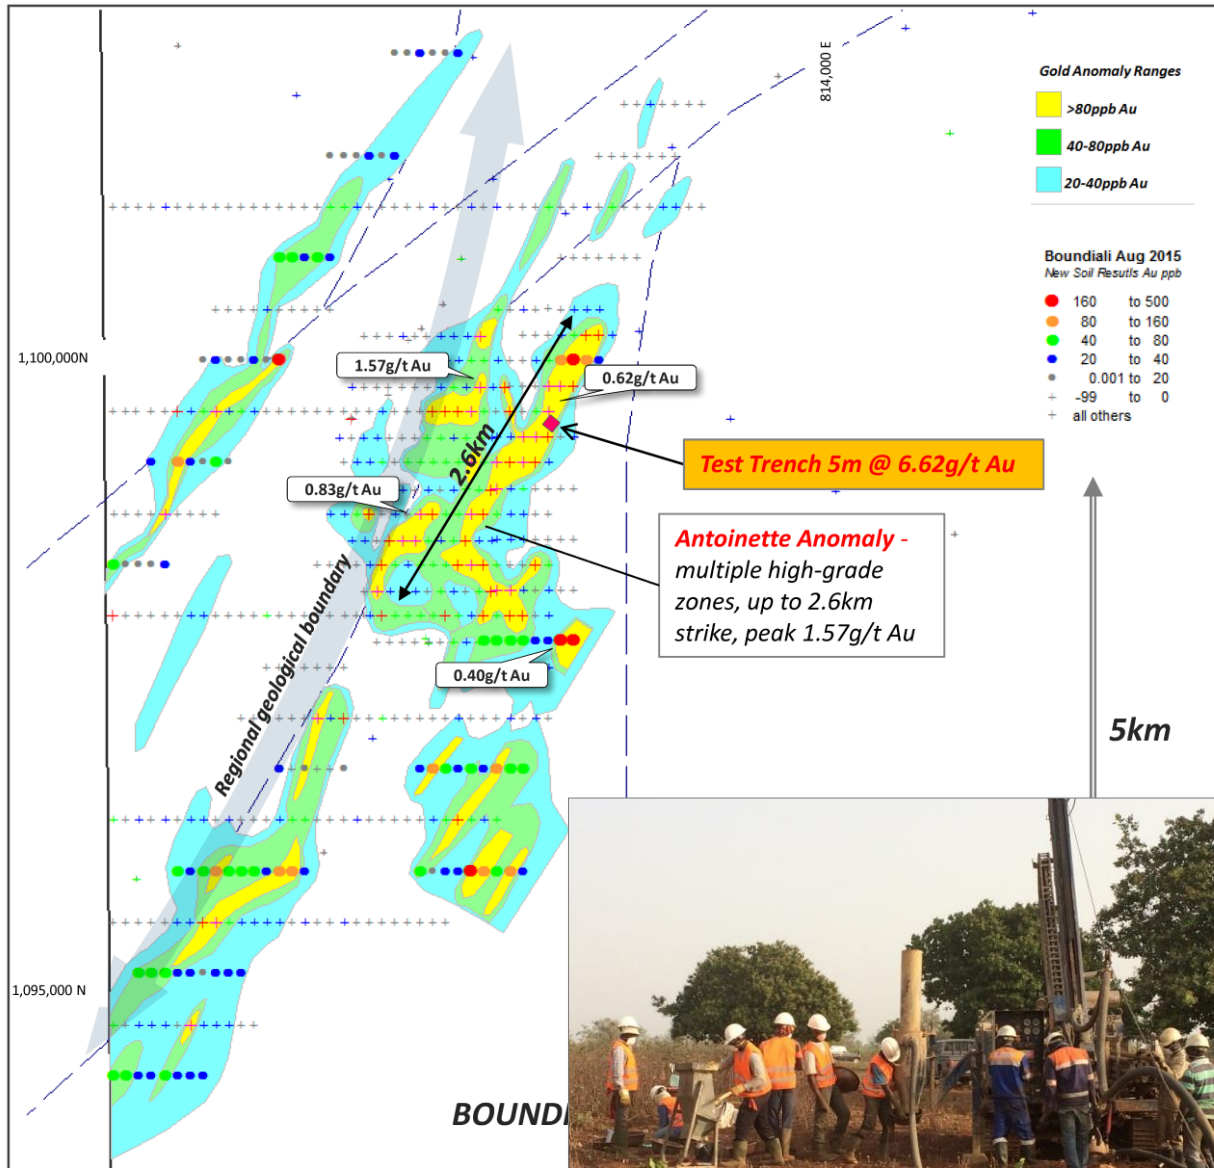 814,000 E
Gold Anomaly Ranges
>80ppb Au
40-80ppb Au
20-40ppb Au
Boundiali Aug 2015
New Soil Resutls Au ppb
160 to 500
80 to 160
40 to 80
20 to 40
0.001 to 20
-99 to 0
all others
1,100,000N
1.57g/t Au
0.62g/t Au
2.6km
Test Trench 5m @ 6.62g/t Au
0.83g/t Au
Antoinette Anomaly -
multiple high-grade
zones, up to 2.6km
strike, peak 1.57g/t Au
Regional geological boundary
0.40g/t Au
5km
1,095,000 N
BOUNDI